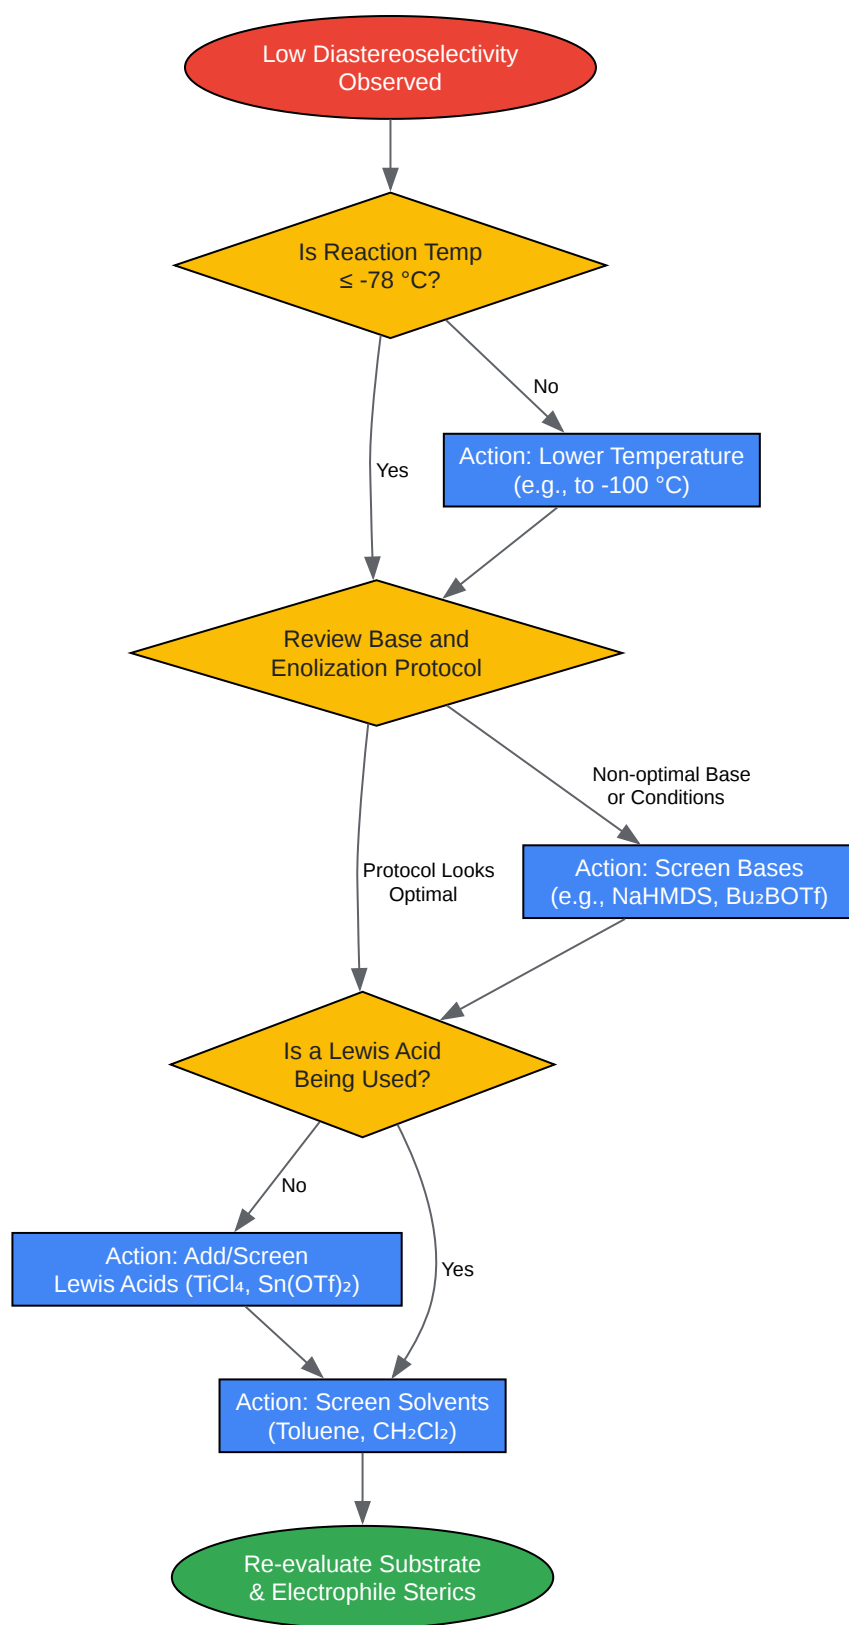 Low Diastereoselectivity
Observed
Is Reaction Temp
≤ -78 °C?
No
Action: Lower Temperature
(e.g., to -100 °C)
Yes
Review Base and
Enolization Protocol
Non-optimal Base
or Conditions
Protocol Looks
Optimal
Action: Screen Bases
(e.g., NaHMDS, Bu₂BOTf)
Is a Lewis Acid
Being Used?
No
Action: Add/Screen
Lewis Acids (TiCl₄, Sn(OTf)₂)
Yes
Action: Screen Solvents
(Toluene, CH₂Cl₂)
Re-evaluate Substrate
& Electrophile Sterics